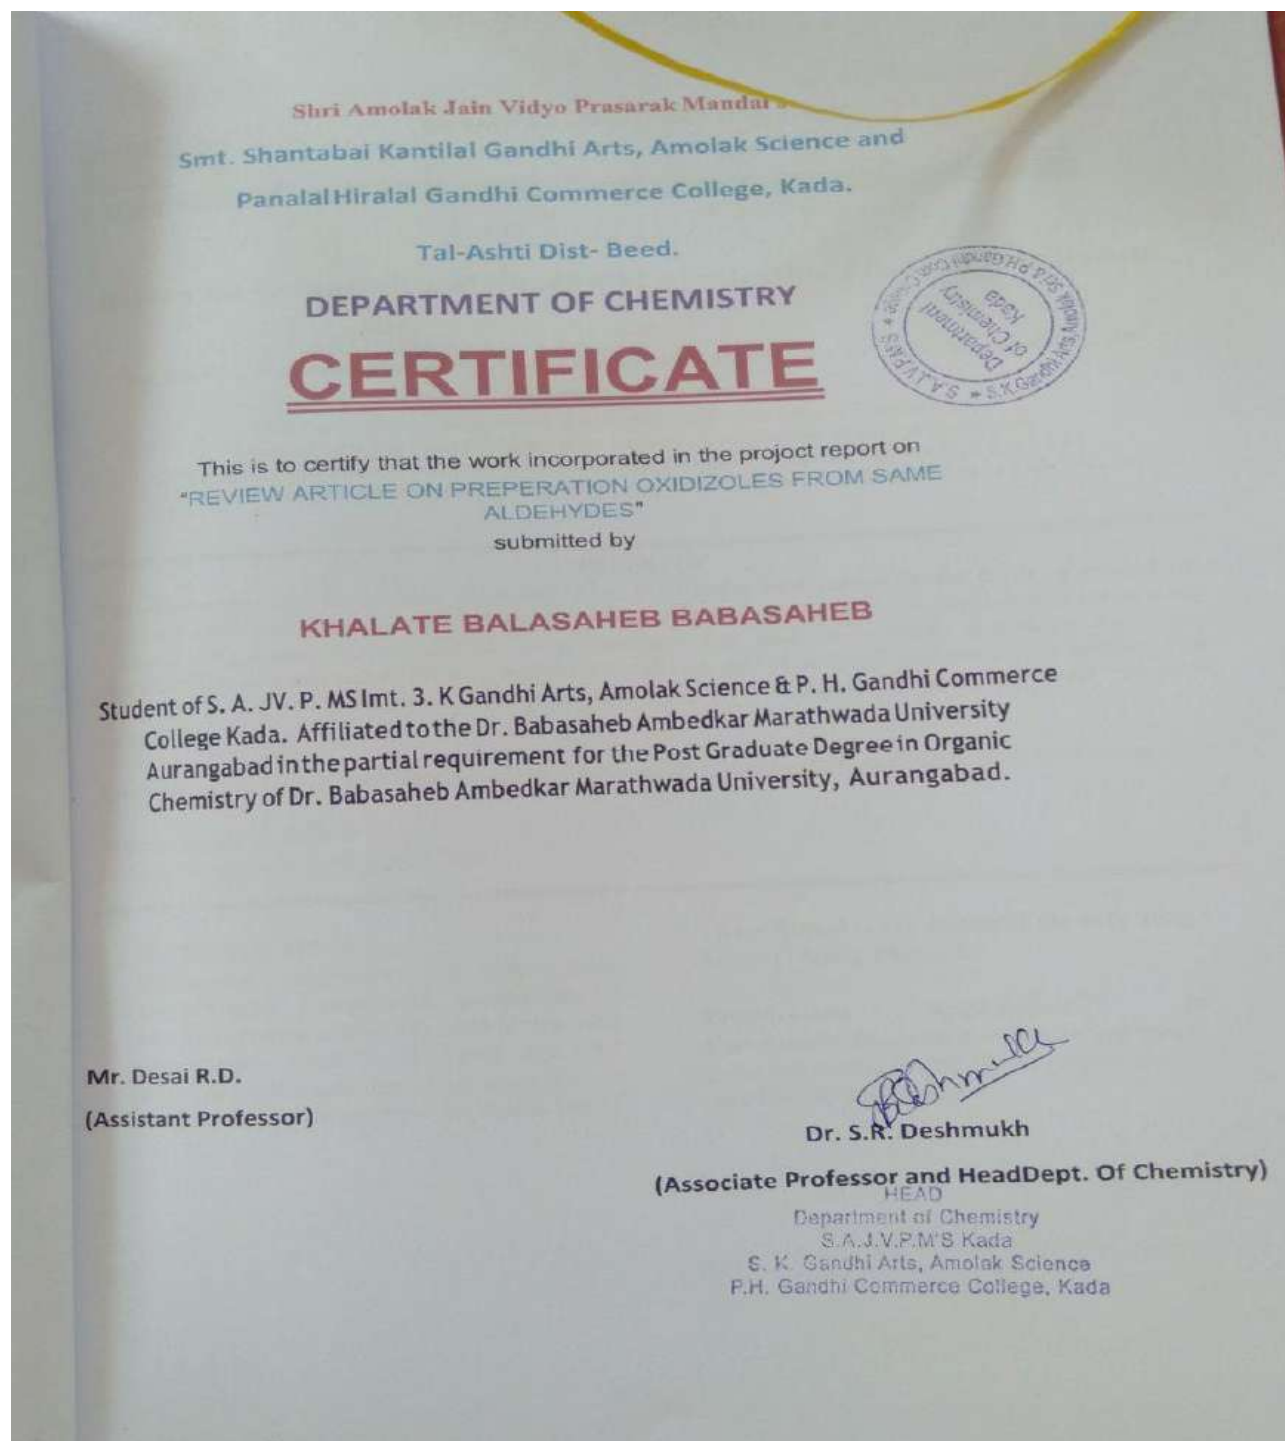 Shri Amolak Jain Vidyo Prasarak Mandal
Smt. Shantabai Kantilal Gandhi Arts, Amolak Science and
Panalal Hiralal Gandhi Commerce College, Kada.
Tal-Ashti Dist- Beed.
DEPARTMENT OF CHEMISTRY
CERTIFICATE
Department
of Chemistry
Kada
This is to certify that the work incorporated in the projoct report on
"REVIEW ARTICLE ON PREPERATION OXIDIZOLES FROM SAME
ALDEHYDES"
submitted by
KHALATE BALASAHEB BABASAHEB
Student of S. A. JV. P. MS Imt. 3. K Gandhi Arts, Amolak Science & P. H. Gandhi Commerce
College Kada. Affiliated to the Dr. Babasaheb Ambedkar Marathwada University
Aurangabad in the partial requirement for the Post Graduate Degree in Organic
Chemistry of Dr. Babasaheb Ambedkar Marathwada University, Aurangabad.
Mr. Desai R.D.
(Assistant Professor)
Dr. S.R. Deshmukh
(Associate Professor and HeadDept. Of Chemistry)
HEAD
Department of Chemistry
S.A.J.V.P.M'S Kada
S. K. Gandhi Arts, Amolak Science
P.H. Gandhi Commerce College, Kada